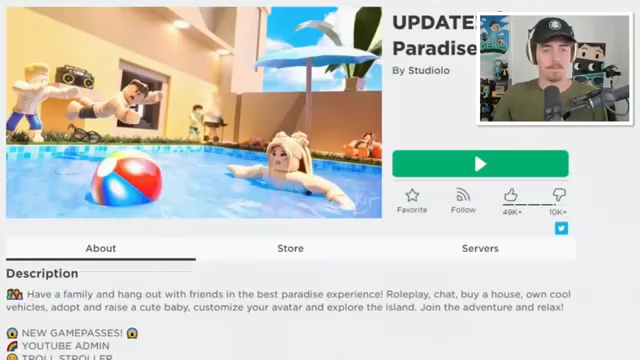 UPDATE!
Paradise
By Studiolo
Favorite
Follow
49K+
10K+
About
Store
Servers
Description
Have a family and hang out with friends in the best paradise experience! Roleplay, chat, buy a house, own cool
vehicles, adopt and raise a cute baby, customize your avatar and explore the island. Join the adventure and relax!
NEW GAMEPASSES!
YOUTUBE ADMIN
TROLL STROLLER